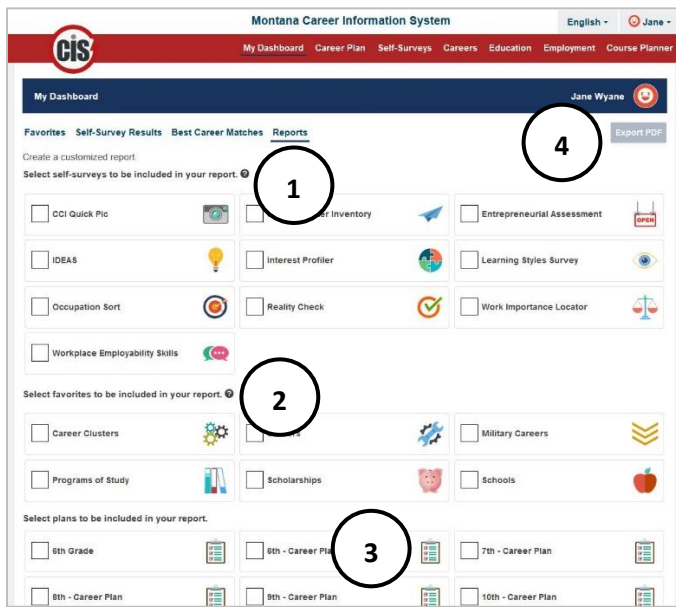 Montana Career Information System
English
Jane
CIS
My Dashboard Career Plan Self-Surveys Careers Education Employment Course Planner
My Dashboard
Jane Wyane
Favorites Self-Survey Results Best Career Matches Reports
Export PDF
4
Create a customized report.
Select self-surveys to be included in your report.
1
CCI Quick Pic
Inventory
Entrepreneurial Assessment
OPEN
IDEAS
Interest Profiler
Learning Styles Survey
Occupation Sort
Reality Check
Work Importance Locator
Workplace Employability Skills
Select favorites to be included in your report.
2
Career Clusters
Military Careers
Programs of Study
Scholarships
Schools
Select plans to be included in your report.
3
6th Grade
6th - Career Plan
7th - Career Plan
8th - Career Plan
9th - Career Plan
10th - Career Plan